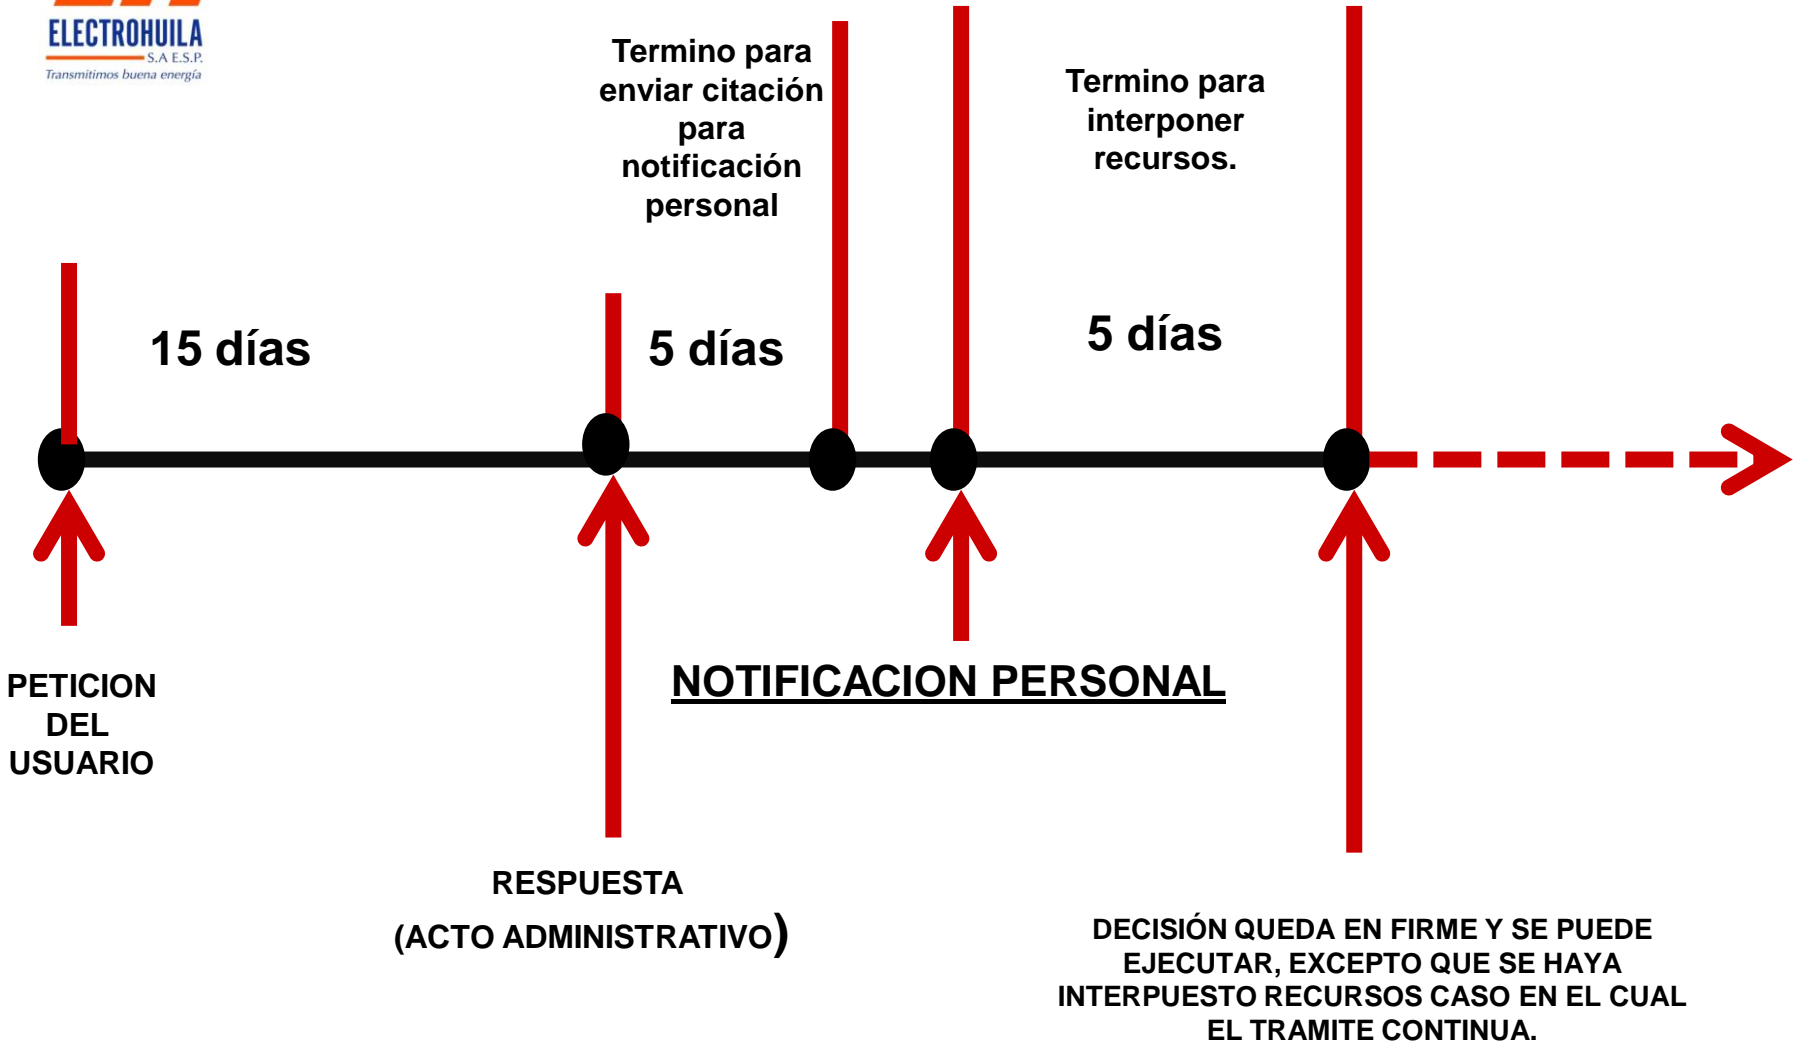 ELECTROHUILA
S.A E.S.P.
Transmitimos buena energía
Termino para
enviar citación
para
notificación
personal
Termino para
interponer
recursos.
15 días
5 días
5 días
PETICION
DEL
USUARIO
NOTIFICACION PERSONAL
RESPUESTA
(ACTO ADMINISTRATIVO)
DECISIÓN QUEDA EN FIRME Y SE PUEDE
EJECUTAR, EXCEPTO QUE SE HAYA
INTERPUESTO RECURSOS CASO EN EL CUAL
EL TRAMITE CONTINUA.